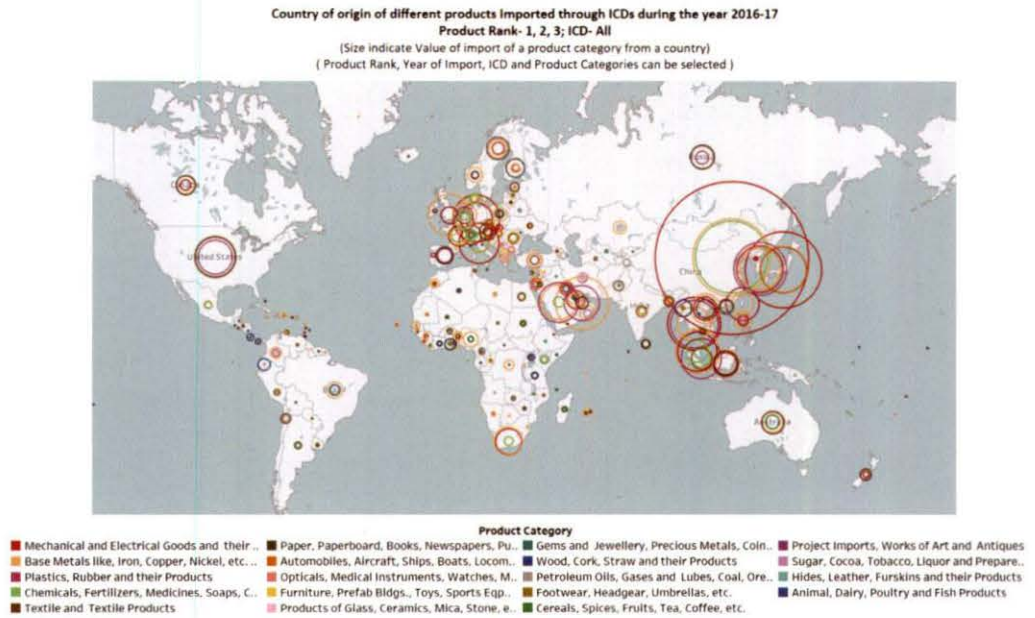 Country of origin of different products Imported through ICDs during the year 2016-17
Product Rank- 1, 2, 3; ICD- All
(Size indicate Value of import of a product category from a country)
( Product Rank, Year of Import, ICD and Product Categories can be selected )
United States
China
Product Category
Mechanical and Electrical Goods and their ..
Base Metals like, Iron, Copper, Nickel, etc. ..
Plastics, Rubber and their Products
Chemicals, Fertilizers, Medicines, Soaps, C..
Textile and Textile Products
Paper, Paperboard, Books, Newspapers, Pu..
Automobiles, Aircraft, Ships, Boats, Locom..
Opticals, Medical Instruments, Watches, M..
Furniture, Prefab Bldgs., Toys, Sports Eqp..
Products of Glass, Ceramics, Mica, Stone, e..
Gems and Jewellery, Precious Metals, Coin..
Wood, Cork, Straw and their Products
Petroleum Oils, Gases and Lubes, Coal, Ore..
Footwear, Headgear, Umbrellas, etc.
Cereals, Spices, Fruits, Tea, Coffee, etc.
Project Imports, Works of Art and Antiques
Sugar, Cocoa, Tobacco, Liquor and Prepare..
Hides, Leather, Furskins and their Products
Animal, Dairy, Poultry and Fish Products